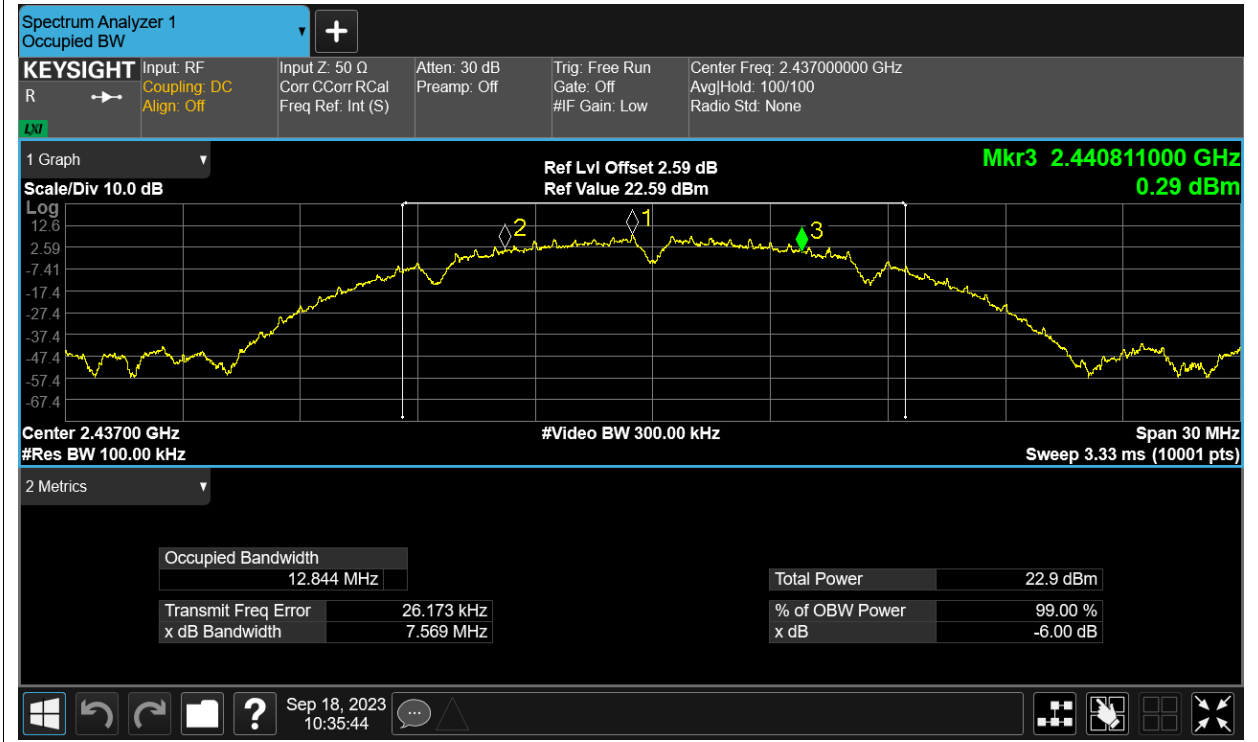 Spectrum Analyzer 1
Occupied BW
KEYSIGHT
R
LXI
Input: RF
Coupling: DC
Align: Off
Input Z: 50 Ω
Corr CCorr RCal
Freq Ref: Int (S)
Atten: 30 dB
Preamp: Off
Trig: Free Run
Gate: Off
#IF Gain: Low
Center Freq: 2.437000000 GHz
Avg|Hold: 100/100
Radio Std: None
1 Graph
Scale/Div 10.0 dB
Ref Lvl Offset 2.59 dB
Ref Value 22.59 dBm
Mkr3 2.440811000 GHz
0.29 dBm
Log
12.6
2.59
-7.41
-17.4
-27.4
-37.4
-47.4
-57.4
-67.4
2
1
3
Center 2.43700 GHz
#Video BW 300.00 kHz
Span 30 MHz
#Res BW 100.00 kHz
Sweep 3.33 ms (10001 pts)
2 Metrics
Occupied Bandwidth
12.844 MHz
Transmit Freq Error 26.173 kHz
x dB Bandwidth 7.569 MHz
Total Power 22.9 dBm
% of OBW Power 99.00 %
x dB -6.00 dB
?
Sep 18, 2023
10:35:44